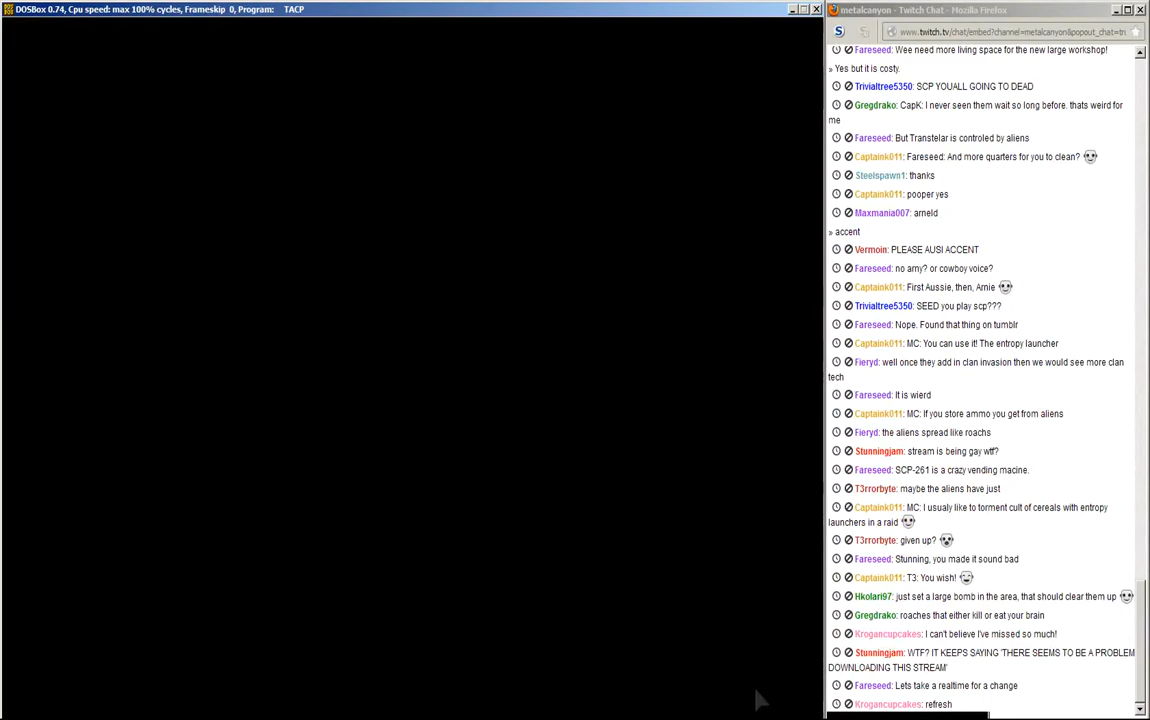 DOSBox 0.74, Cpu speed: max 100% cycles, Frameskip 0, Program: TACP
metalcanyon - Twitch Chat - Mozilla Firefox
www.twitch.tv/chat/embed?channel=metalcanyon&popout_chat=tr
Fareseed: Wee need more living space for the new large workshop!
» Yes but it is costy.
Trivialtree5350: SCP YOUALL GOING TO DEAD
Gregdrako: CapK: I never seen them wait so long before. thats weird for
me
Fareseed: But Transtelar is controled by aliens
Captaink011: Fareseed: And more quarters for you to clean?
Steelspawn1: thanks
Captaink011: pooper yes
Maxmania007: arneld
» accent
Vermoin: PLEASE AUSI ACCENT
Fareseed: no arny? or cowboy voice?
Captaink011: First Aussie, then, Arnie
Trivialtree5350: SEED you play scp???
Fareseed: Nope. Found that thing on tumblr
Captaink011: MC: You can use it! The entropy launcher
Fieryd: well once they add in clan invasion then we would see more clan
tech
Fareseed: It is wierd
Captaink011: MC: If you store ammo you get from aliens
Fieryd: the aliens spread like roachs
Stunningjam: stream is being gay wtf?
Fareseed: SCP-261 is a crazy vending macine.
T3rrorbyte: maybe the aliens have just
Captaink011: MC: I usualy like to torment cult of cereals with entropy
launchers in a raid
T3rrorbyte: given up?
Fareseed: Stunning, you made it sound bad
Captaink011: T3: You wish!
Hkolari97: just set a large bomb in the area, that should clear them up
Gregdrako: roaches that either kill or eat your brain
Krogancupcakes: I can't believe I've missed so much!
Stunningjam: WTF? IT KEEPS SAYING 'THERE SEEMS TO BE A PROBLEM
DOWNLOADING THIS STREAM'
Fareseed: Lets take a realtime for a change
Krogancupcakes: refresh